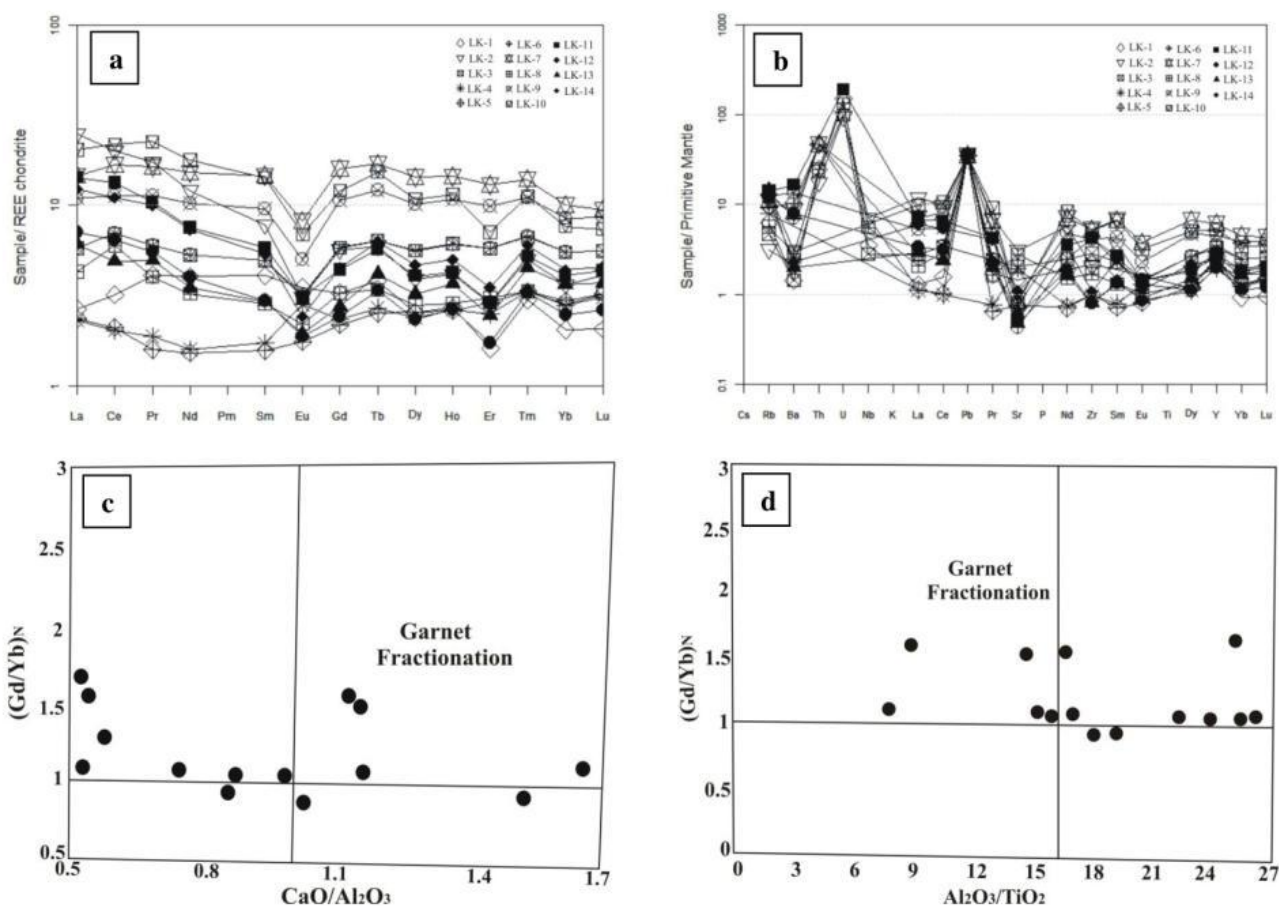 a
100
10
1
Sample/ REE chondrite
LK-1 LK-6 LK-11
LK-2 LK-7 LK-12
LK-3 LK-8 LK-13
LK-4 LK-9 LK-14
LK-5 LK-10
La Ce Pr Nd Pm Sm Eu Gd Tb Dy Ho Er Tm Yb Lu
b
1000
100
10
1
0.1
Sample/ Primitive Mantle
LK-1 LK-6 LK-11
LK-2 LK-7 LK-12
LK-3 LK-8 LK-13
LK-4 LK-9 LK-14
LK-5 LK-10
Cs Rb Ba Th U Nb K La Ce Pb Pr Sr P Nd Zr Sm Eu Ti Dy Y Yb Lu
c
3
2.5
2
1.5
1
0.5
(Gd/Yb)N
Garnet
Fractionation
0.5 0.8 1.1 1.4 1.7
CaO/Al₂O₃
d
3
2.5
2
1.5
1
0.5
0
(Gd/Yb)N
Garnet
Fractionation
0 3 6 9 12 15 18 21 24 27
Al₂O₃/TiO₂